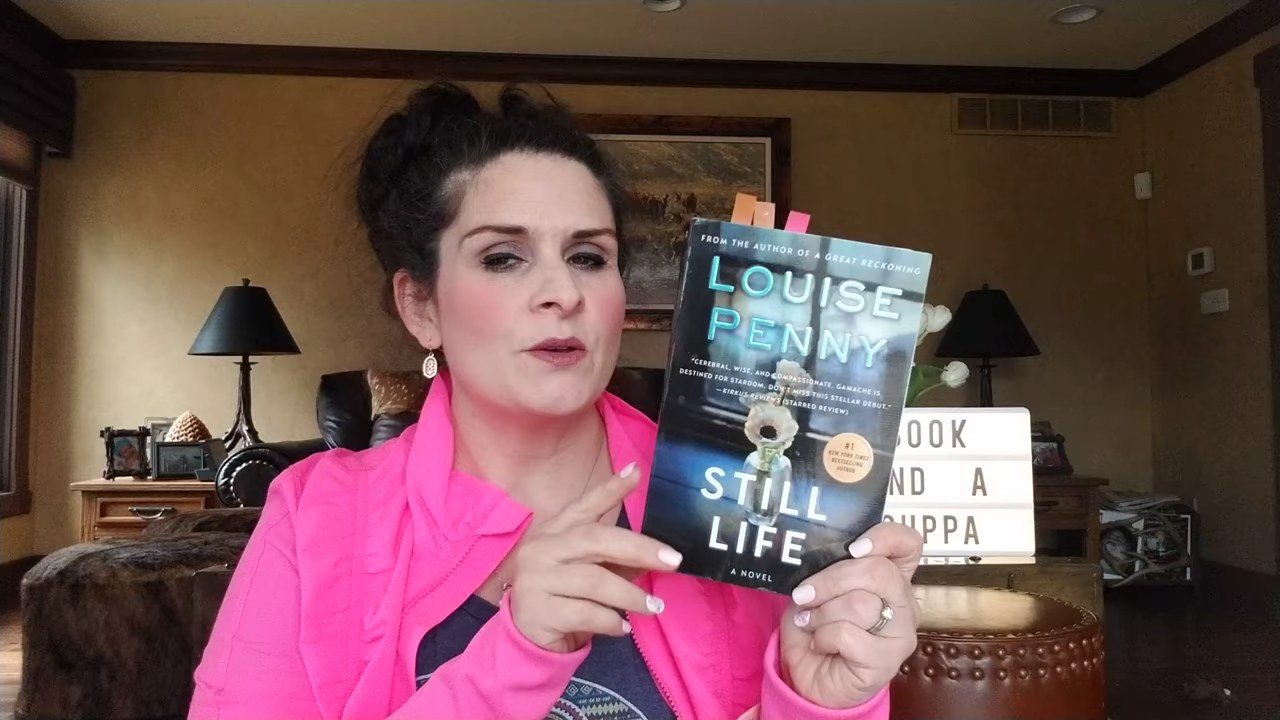 FROM THE AUTHOR OF A GREAT RECKONING
LOUISE
PENNY
"CEREBRAL, WISE, AND COMPASSIONATE, GAMACHE IS
DESTINED FOR STARDOM. DON'T MISS THIS STELLAR DEBUT."
—KIRKUS REVIEWS (STARRED REVIEW)
#1
NEW YORK TIMES
BESTSELLING
AUTHOR
STILL
LIFE
A NOVEL
OOK
ND A
UPPA